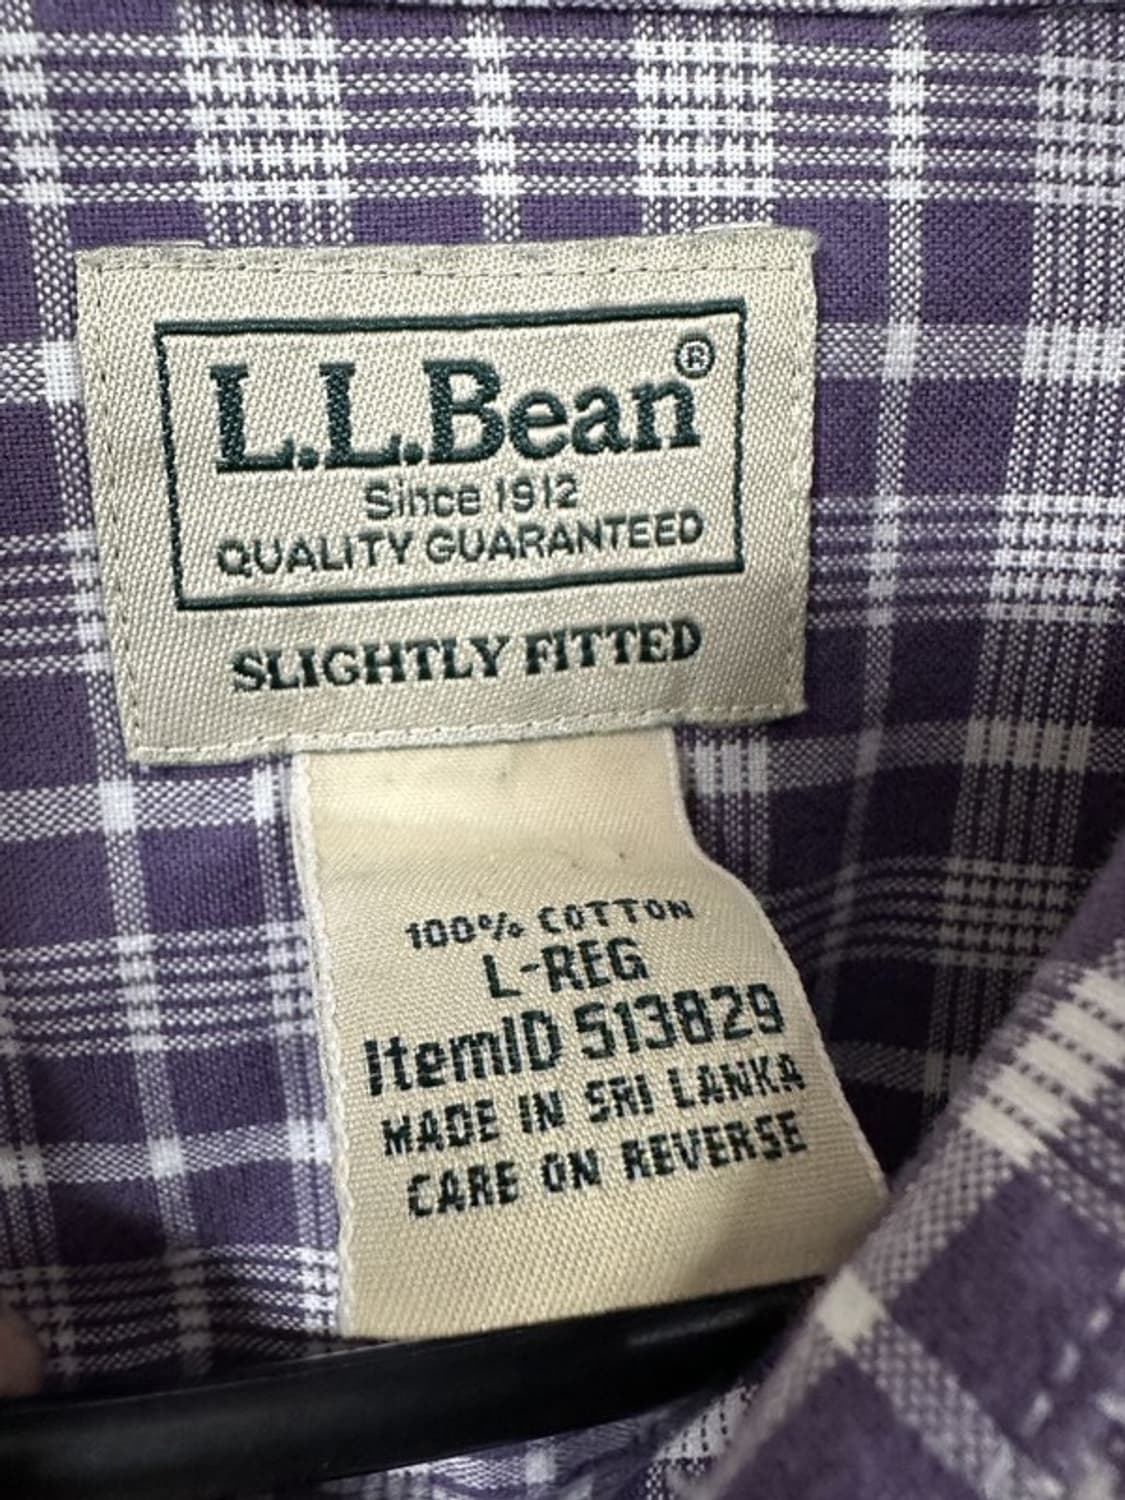 L.L.Bean®
Since 1912
QUALITY GUARANTEED
SLIGHTLY FITTED
100% COTTON
L-REG
ItemID 513829
MADE IN SRI LANKA
CARE ON REVERSE